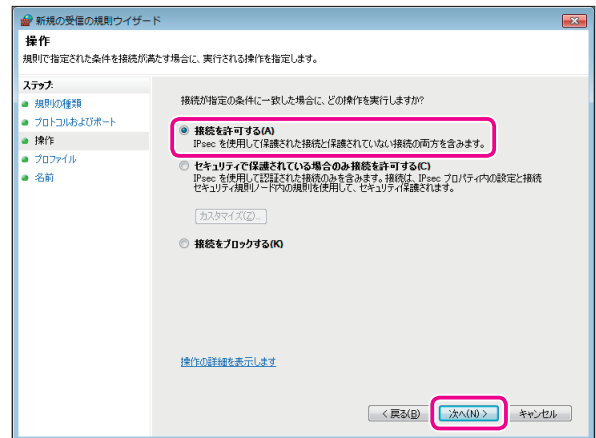 新規の受信の規則ウィザード
操作
規則で指定された条件を接続が満たす場合に、実行される操作を指定します。
ステップ:
規則の種類
プロトコルおよびポート
操作
プロファイル
名前
接続が指定の条件に一致した場合に、どの操作を実行しますか?
接続を許可する(A)
IPsec を使用して保護された接続と保護されていない接続の両方を含みます。
セキュリティで保護されている場合のみ接続を許可する(C)
IPsec を使用して認証された接続のみを含みます。接続は、IPsec プロパティ内の設定と接続
セキュリティ規則ノード内の規則を使用して、セキュリティ保護されます。
カスタマイズ(Z)...
接続をブロックする(K)
操作の詳細を表示します
< 戻る(B)
次へ(N) >
キャンセル